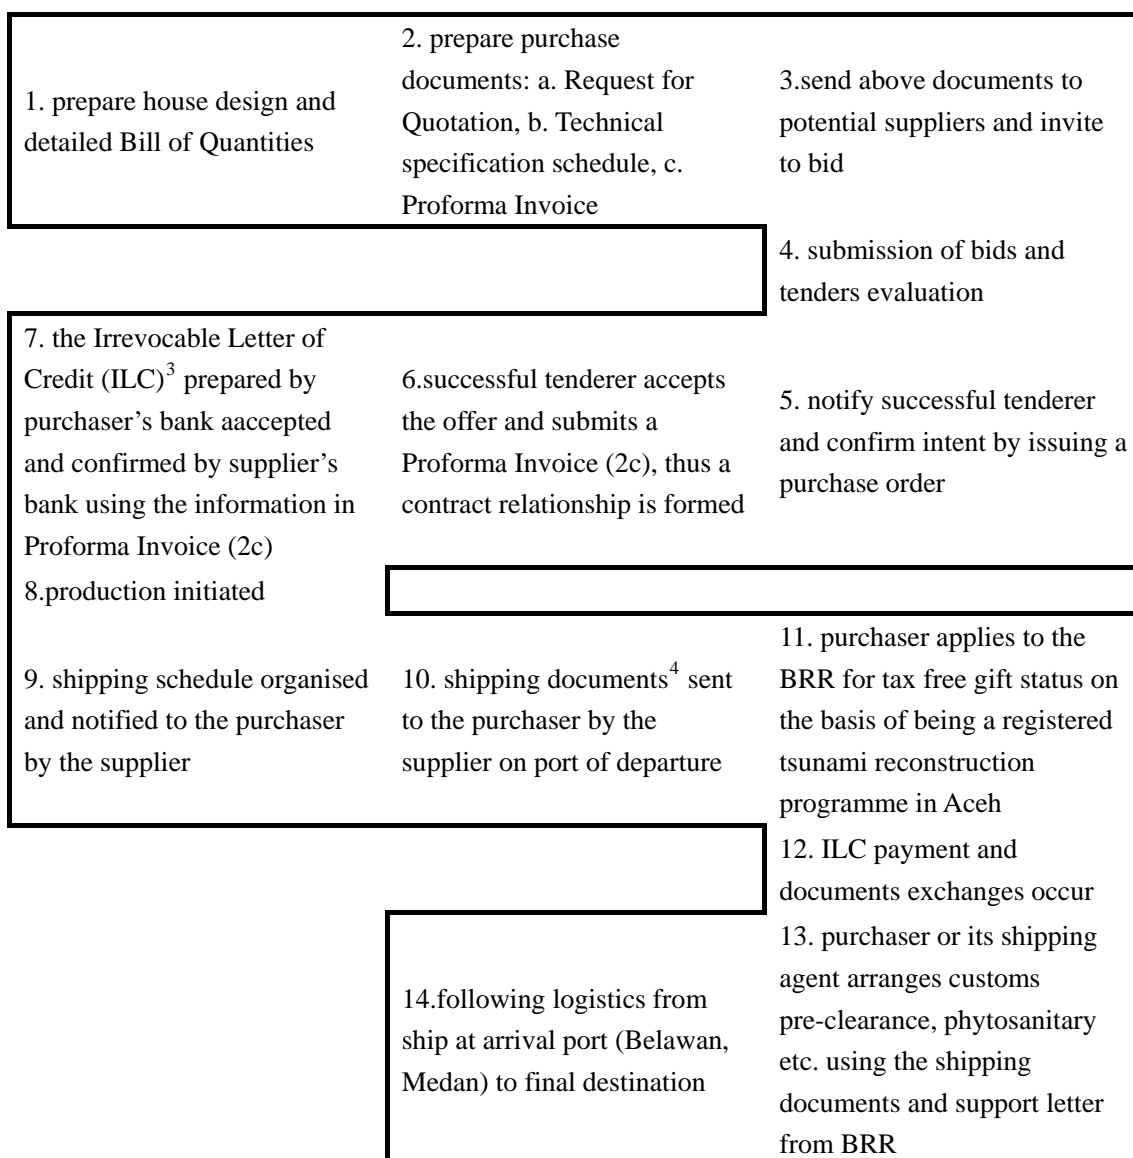 1. prepare house design and
detailed Bill of Quantities
2. prepare purchase
documents: a. Request for
Quotation, b. Technical
specification schedule, c.
Proforma Invoice
3.send above documents to
potential suppliers and invite
to bid
4. submission of bids and
tenders evaluation
5. notify successful tenderer
and confirm intent by issuing a
purchase order
6.successful tenderer accepts
the offer and submits a
Proforma Invoice (2c), thus a
contract relationship is formed
7. the Irrevocable Letter of
Credit (ILC)3 prepared by
purchaser’s bank aaccepted
and confirmed by supplier’s
bank using the information in
Proforma Invoice (2c)
8.production initiated
9. shipping schedule organised
and notified to the purchaser
by the supplier
10. shipping documents4 sent
to the purchaser by the
supplier on port of departure
11. purchaser applies to the
BRR for tax free gift status on
the basis of being a registered
tsunami reconstruction
programme in Aceh
12. ILC payment and
documents exchanges occur
13. purchaser or its shipping
agent arranges customs
pre-clearance, phytosanitary
etc. using the shipping
documents and support letter
from BRR
14.following logistics from
ship at arrival port (Belawan,
Medan) to final destination